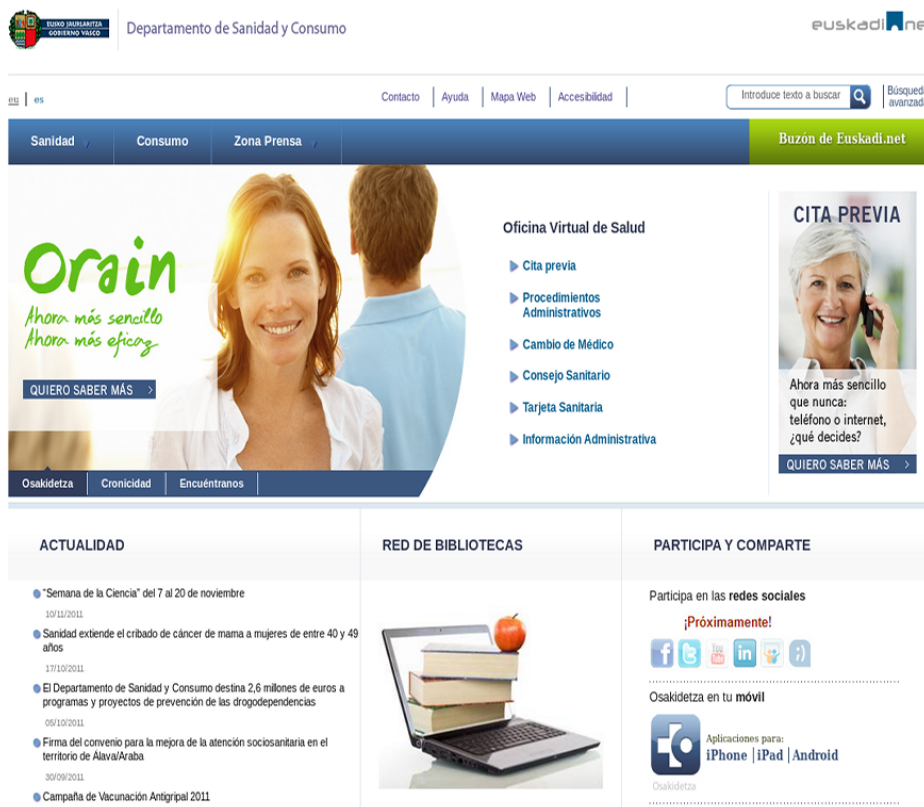 EUSKO JAURLARITZA
GOBIERNO VASCO
Departamento de Sanidad y Consumo
euskadi.ne
eu | es
Contacto | Ayuda | Mapa Web | Accesibilidad |
Introduce texto a buscar
Búsqued
avanzad
Sanidad
Consumo
Zona Prensa
Buzón de Euskadi.net
Orain
Ahora más sencillo
Ahora más eficaz
QUIERO SABER MÁS >
Osakidetza
Cronicidad
Encuéntranos
Oficina Virtual de Salud
Cita previa
Procedimientos
Administrativos
Cambio de Médico
Consejo Sanitario
Tarjeta Sanitaria
Información Administrativa
CITA PREVIA
Ahora más sencillo
que nunca:
teléfono o internet,
¿qué decides?
QUIERO SABER MÁS >
ACTUALIDAD
"Semana de la Ciencia" del 7 al 20 de noviembre
10/11/2011
Sanidad extiende el cribado de cáncer de mama a mujeres de entre 40 y 49
años
17/10/2011
El Departamento de Sanidad y Consumo destina 2,6 millones de euros a
programas y proyectos de prevención de las drogodependencias
05/10/2011
Firma del convenio para la mejora de la atención sociosanitaria en el
territorio de Álava/Araba
30/09/2011
Campaña de Vacunación Antigripal 2011
RED DE BIBLIOTECAS
PARTICIPA Y COMPARTE
Participa en las redes sociales
¡Próximamente!
You
Tube
in
Osakidetza en tu móvil
Aplicaciones para:
iPhone | iPad | Android
Osakidetza